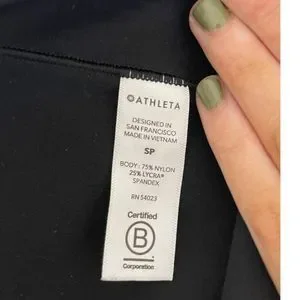 ATHLETA
DESIGNED IN
SAN FRANCISCO
MADE IN VIETNAM
SP
BODY: 75% NYLON
25% LYCRA®
SPANDEX
RN 54023
Certified
B
Corporation